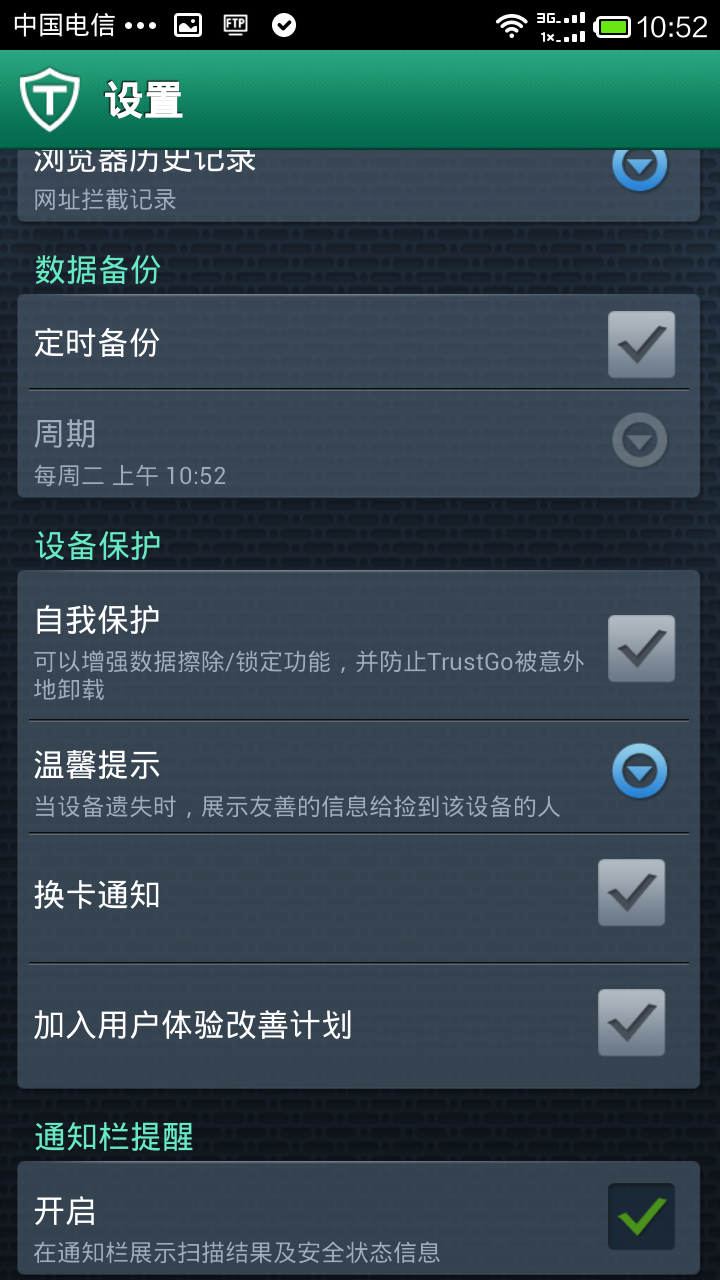 中国电信 ••• FTP 3G 1× 10:52
T 设置
浏览器历史记录
网址拦截记录
数据备份
定时备份
周期
每周二 上午 10:52
设备保护
自我保护
可以增强数据擦除/锁定功能，并防止TrustGo被意外
地卸载
温馨提示
当设备遗失时，展示友善的信息给捡到该设备的人
换卡通知
加入用户体验改善计划
通知栏提醒
开启
在通知栏展示扫描结果及安全状态信息